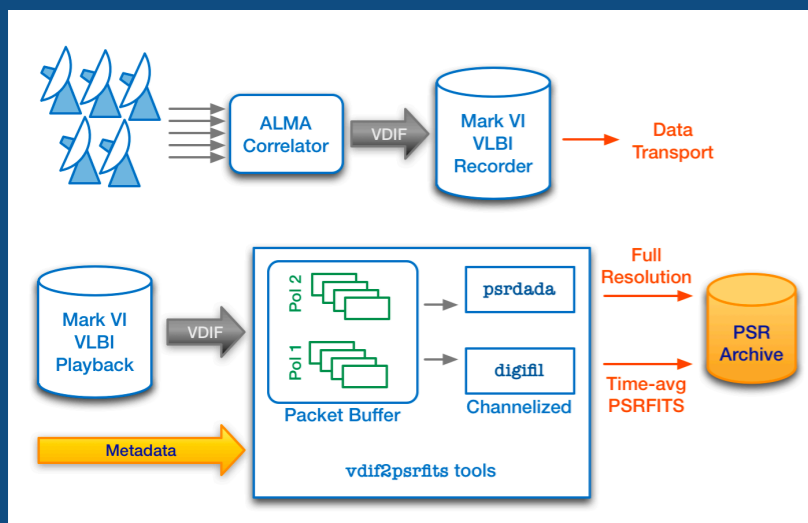 ALMA
Correlator
VDIF
Mark VI
VLBI
Recorder
Data
Transport
Mark VI
VLBI
Playback
VDIF
Metadata
Pol 2
Pol 1
Packet Buffer
psrdada
digifil
Channelized
vdif2psrfits tools
Full
Resolution
Time-avg
PSRFITS
PSR
Archive